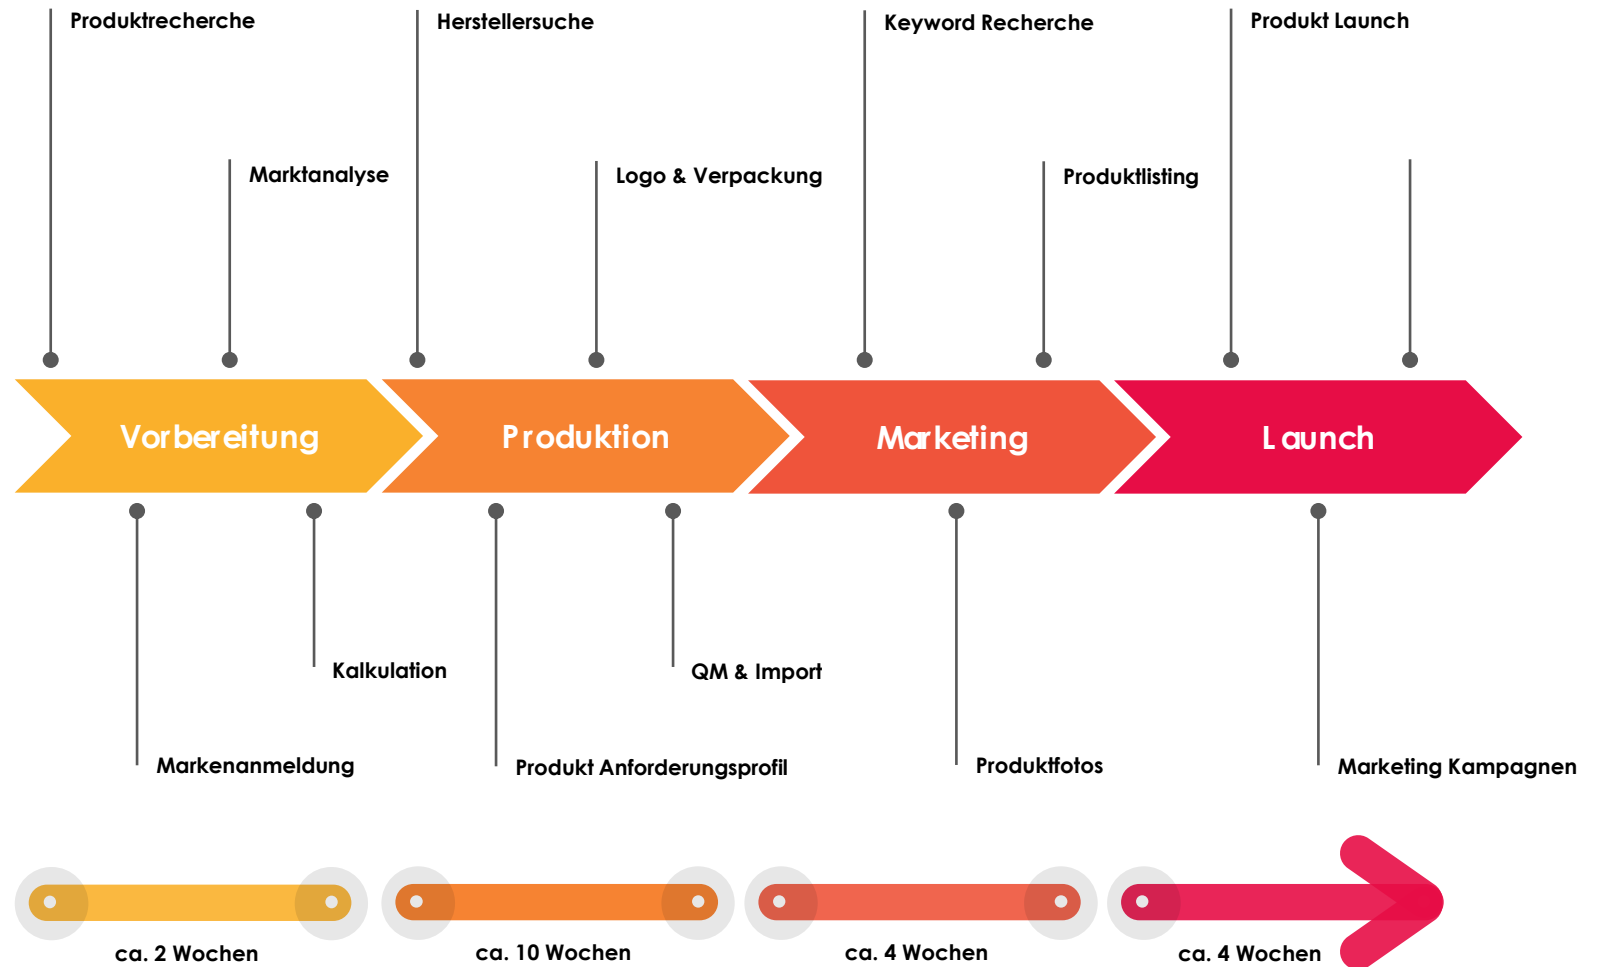 Produktrecherche
Herstellersuche
Keyword Recherche
Produkt Launch
Marktanalyse
Logo & Verpackung
Produktlisting
Vorbereitung
Produktion
Marketing
Launch
Kalkulation
QM & Import
Markenanmeldung
Produkt Anforderungsprofil
Produktfotos
Marketing Kampagnen
ca. 2 Wochen
ca. 10 Wochen
ca. 4 Wochen
ca. 4 Wochen